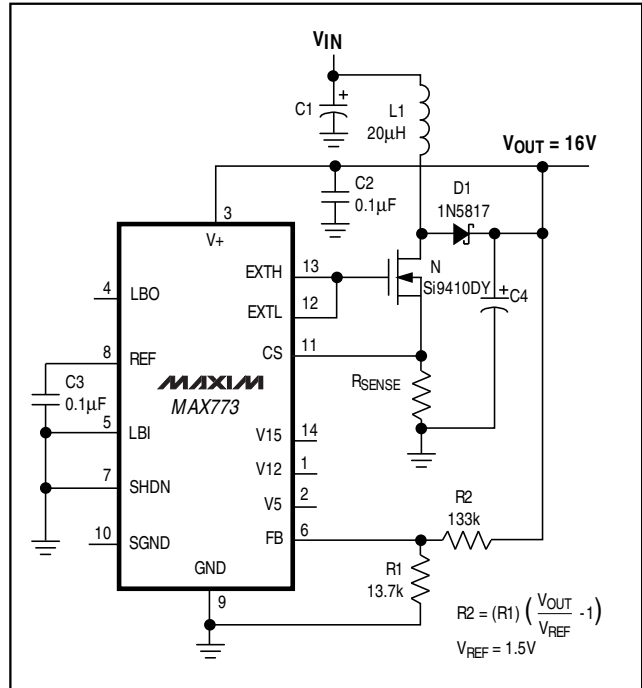 VIN
C1
+
L1
20µH
VOUT = 16V
C2
0.1µF
D1
1N5817
3
V+
EXTH 13
N
Si9410DY
+
C4
4 LBO
EXTL 12
8 REF
CS 11
C3
0.1µF
MAXIM
MAX773
RSENSE
5 LBI
V15 14
7 SHDN
V12 1
V5 2
R2
133k
10 SGND
FB 6
GND
R1
13.7k
9
R2 = (R1) (VOUT/VREF -1)
VREF = 1.5V